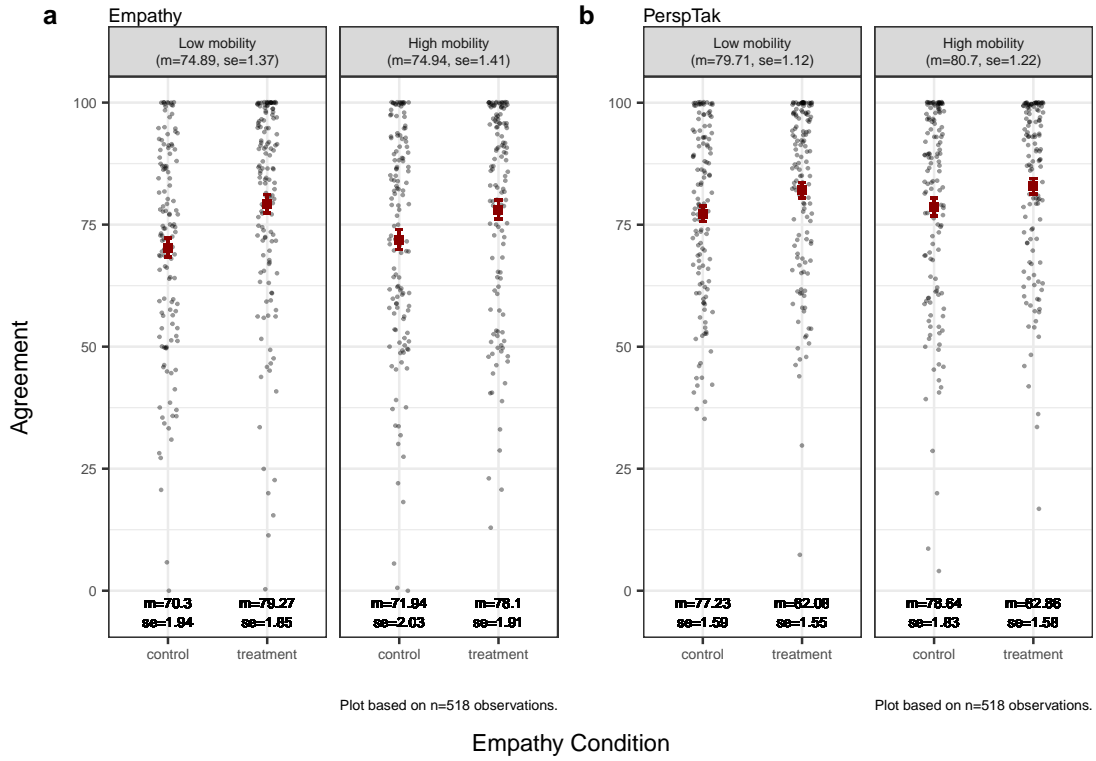 a
Empathy
Low mobility
(m=74.89, se=1.37)
High mobility
(m=74.94, se=1.41)
b
PerspTak
Low mobility
(m=79.71, se=1.12)
High mobility
(m=80.7, se=1.22)
Agreement
100
75
50
25
0
m=70.3
se=1.94
m=79.27
se=1.85
m=71.94
se=2.03
m=78.1
se=1.91
control
treatment
control
treatment
Plot based on n=518 observations.
100
75
50
25
0
m=77.23
se=1.59
m=82.08
se=1.55
m=78.64
se=1.83
m=82.86
se=1.58
control
treatment
control
treatment
Plot based on n=518 observations.
Empathy Condition